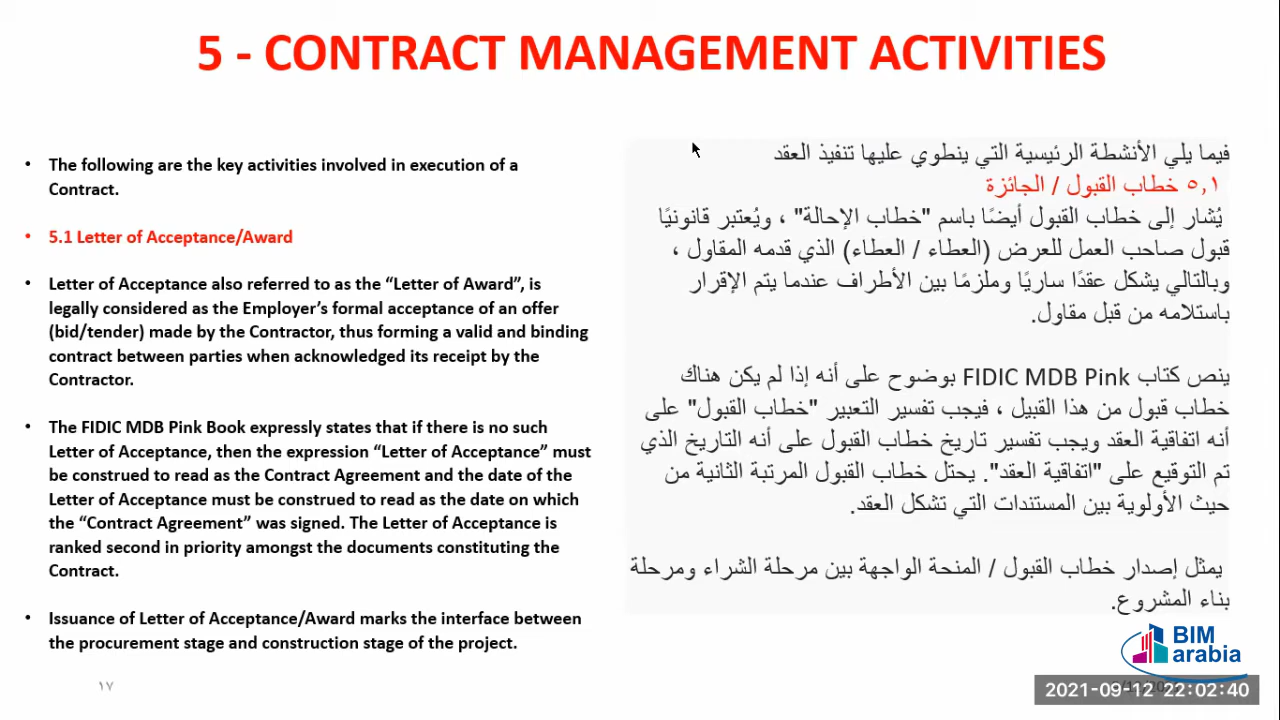 5 - CONTRACT MANAGEMENT ACTIVITIES
• The following are the key activities involved in execution of a
Contract.
• 5.1 Letter of Acceptance/Award
• Letter of Acceptance also referred to as the “Letter of Award”, is
legally considered as the Employer’s formal acceptance of an offer
(bid/tender) made by the Contractor, thus forming a valid and binding
contract between parties when acknowledged its receipt by the
Contractor.
• The FIDIC MDB Pink Book expressly states that if there is no such
Letter of Acceptance, then the expression “Letter of Acceptance” must
be construed to read as the Contract Agreement and the date of the
Letter of Acceptance must be construed to read as the date on which
the “Contract Agreement” was signed. The Letter of Acceptance is
ranked second in priority amongst the documents constituting the
Contract.
• Issuance of Letter of Acceptance/Award marks the interface between
the procurement stage and construction stage of the project.
فيما يلي الأنشطة الرئيسية التي ينطوي عليها تنفيذ العقد
٥,١ خطاب القبول / الجائزة
يُشار إلى خطاب القبول أيضًا باسم "خطاب الإحالة" ، ويُعتبر قانونيًا
قبول صاحب العمل للعرض (العطاء / العطاء) الذي قدمه المقاول ،
وبالتالي يشكل عقدًا ساريًا وملزمًا بين الأطراف عندما يتم الإقرار
باستلامه من قبل مقاول.
ينص كتاب FIDIC MDB Pink بوضوح على أنه إذا لم يكن هناك
خطاب قبول من هذا القبيل ، فيجب تفسير التعبير "خطاب القبول" على
أنه اتفاقية العقد ويجب تفسير تاريخ خطاب القبول على أنه التاريخ الذي
تم التوقيع على "اتفاقية العقد". يحتل خطاب القبول المرتبة الثانية من
حيث الأولوية بين المستندات التي تشكل العقد.
يمثل إصدار خطاب القبول / المنحة الواجهة بين مرحلة الشراء ومرحلة
بناء المشروع.
BIM
arabia
١٧
2021-09-12 22:02:40